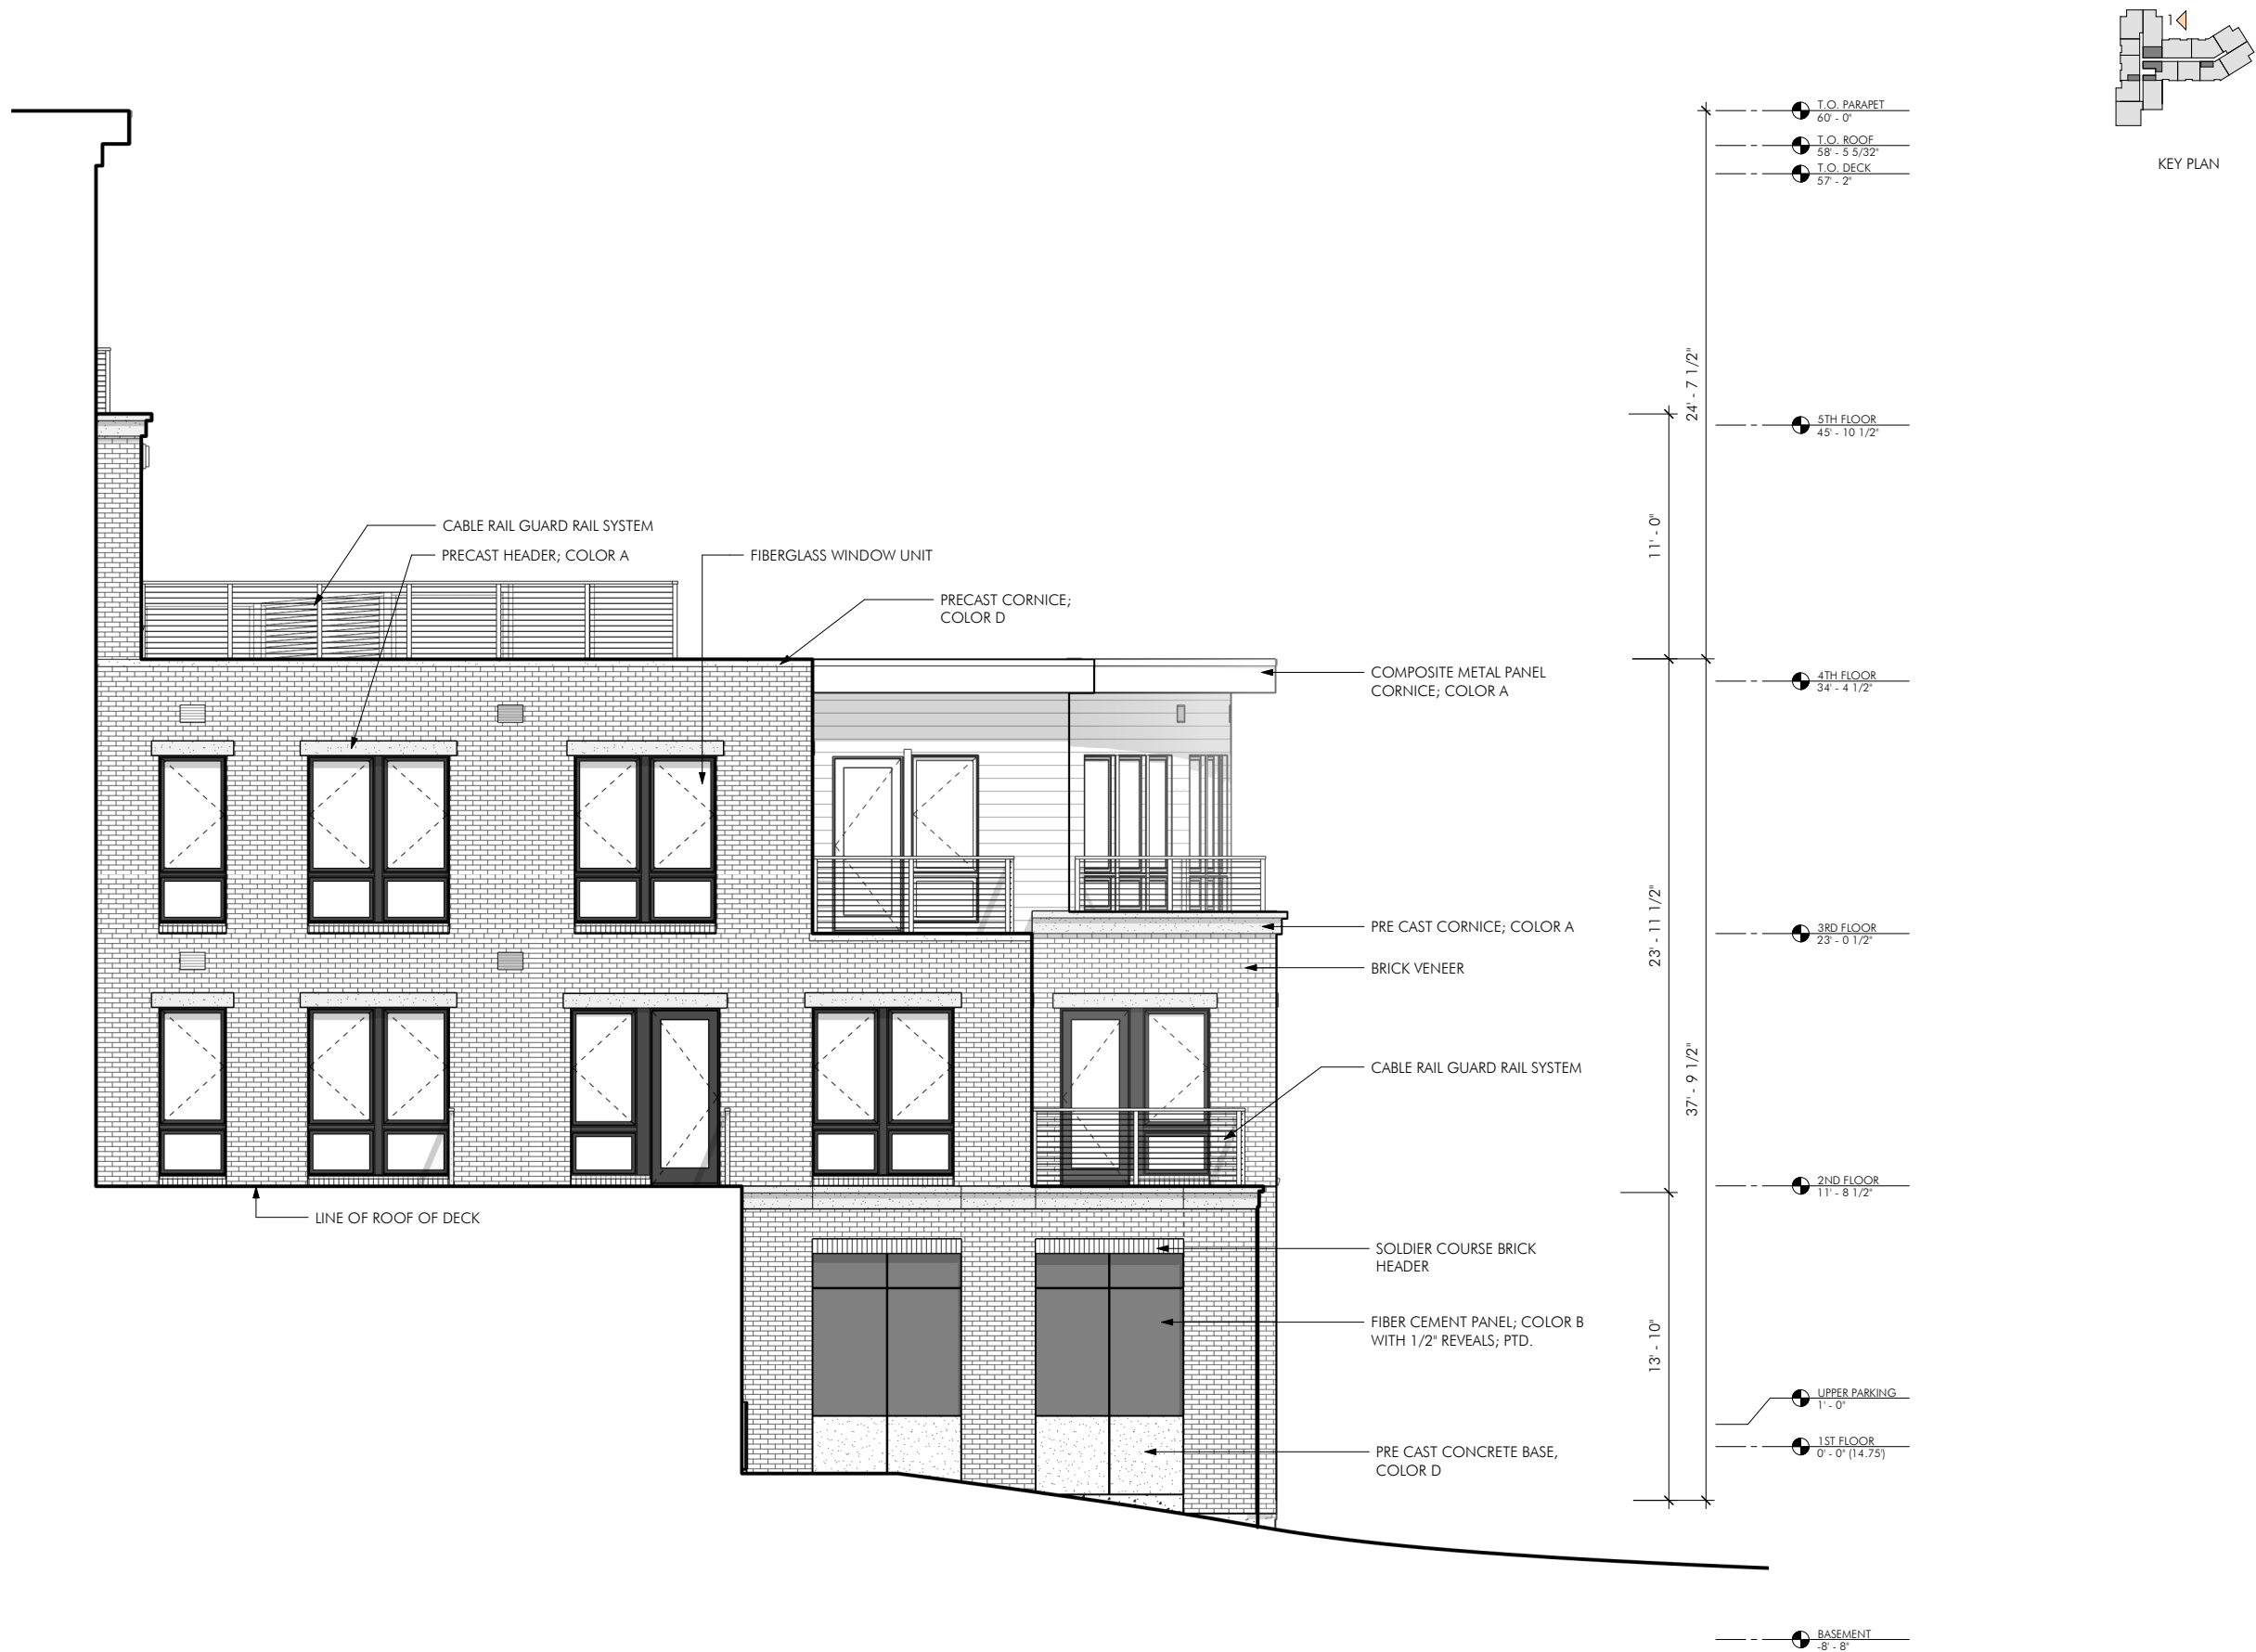 1
KEY PLAN
T.O. PARAPET
60' - 0"
T.O. ROOF
58' - 5 5/32"
T.O. DECK
57' - 2"
24' - 7 1/2"
5TH FLOOR
45' - 10 1/2"
11' - 0"
CABLE RAIL GUARD RAIL SYSTEM
PRECAST HEADER; COLOR A
FIBERGLASS WINDOW UNIT
PRECAST CORNICE;
COLOR D
COMPOSITE METAL PANEL
CORNICE; COLOR A
4TH FLOOR
34' - 4 1/2"
23' - 11 1/2"
PRE CAST CORNICE; COLOR A
3RD FLOOR
23' - 0 1/2"
BRICK VENEER
CABLE RAIL GUARD RAIL SYSTEM
37' - 9 1/2"
2ND FLOOR
11' - 8 1/2"
LINE OF ROOF OF DECK
SOLDIER COURSE BRICK
HEADER
FIBER CEMENT PANEL; COLOR B
WITH 1/2" REVEALS; PTD.
13' - 10"
UPPER PARKING
1' - 0"
1ST FLOOR
0' - 0" (14.75')
PRE CAST CONCRETE BASE,
COLOR D
BASEMENT
-8' - 8"